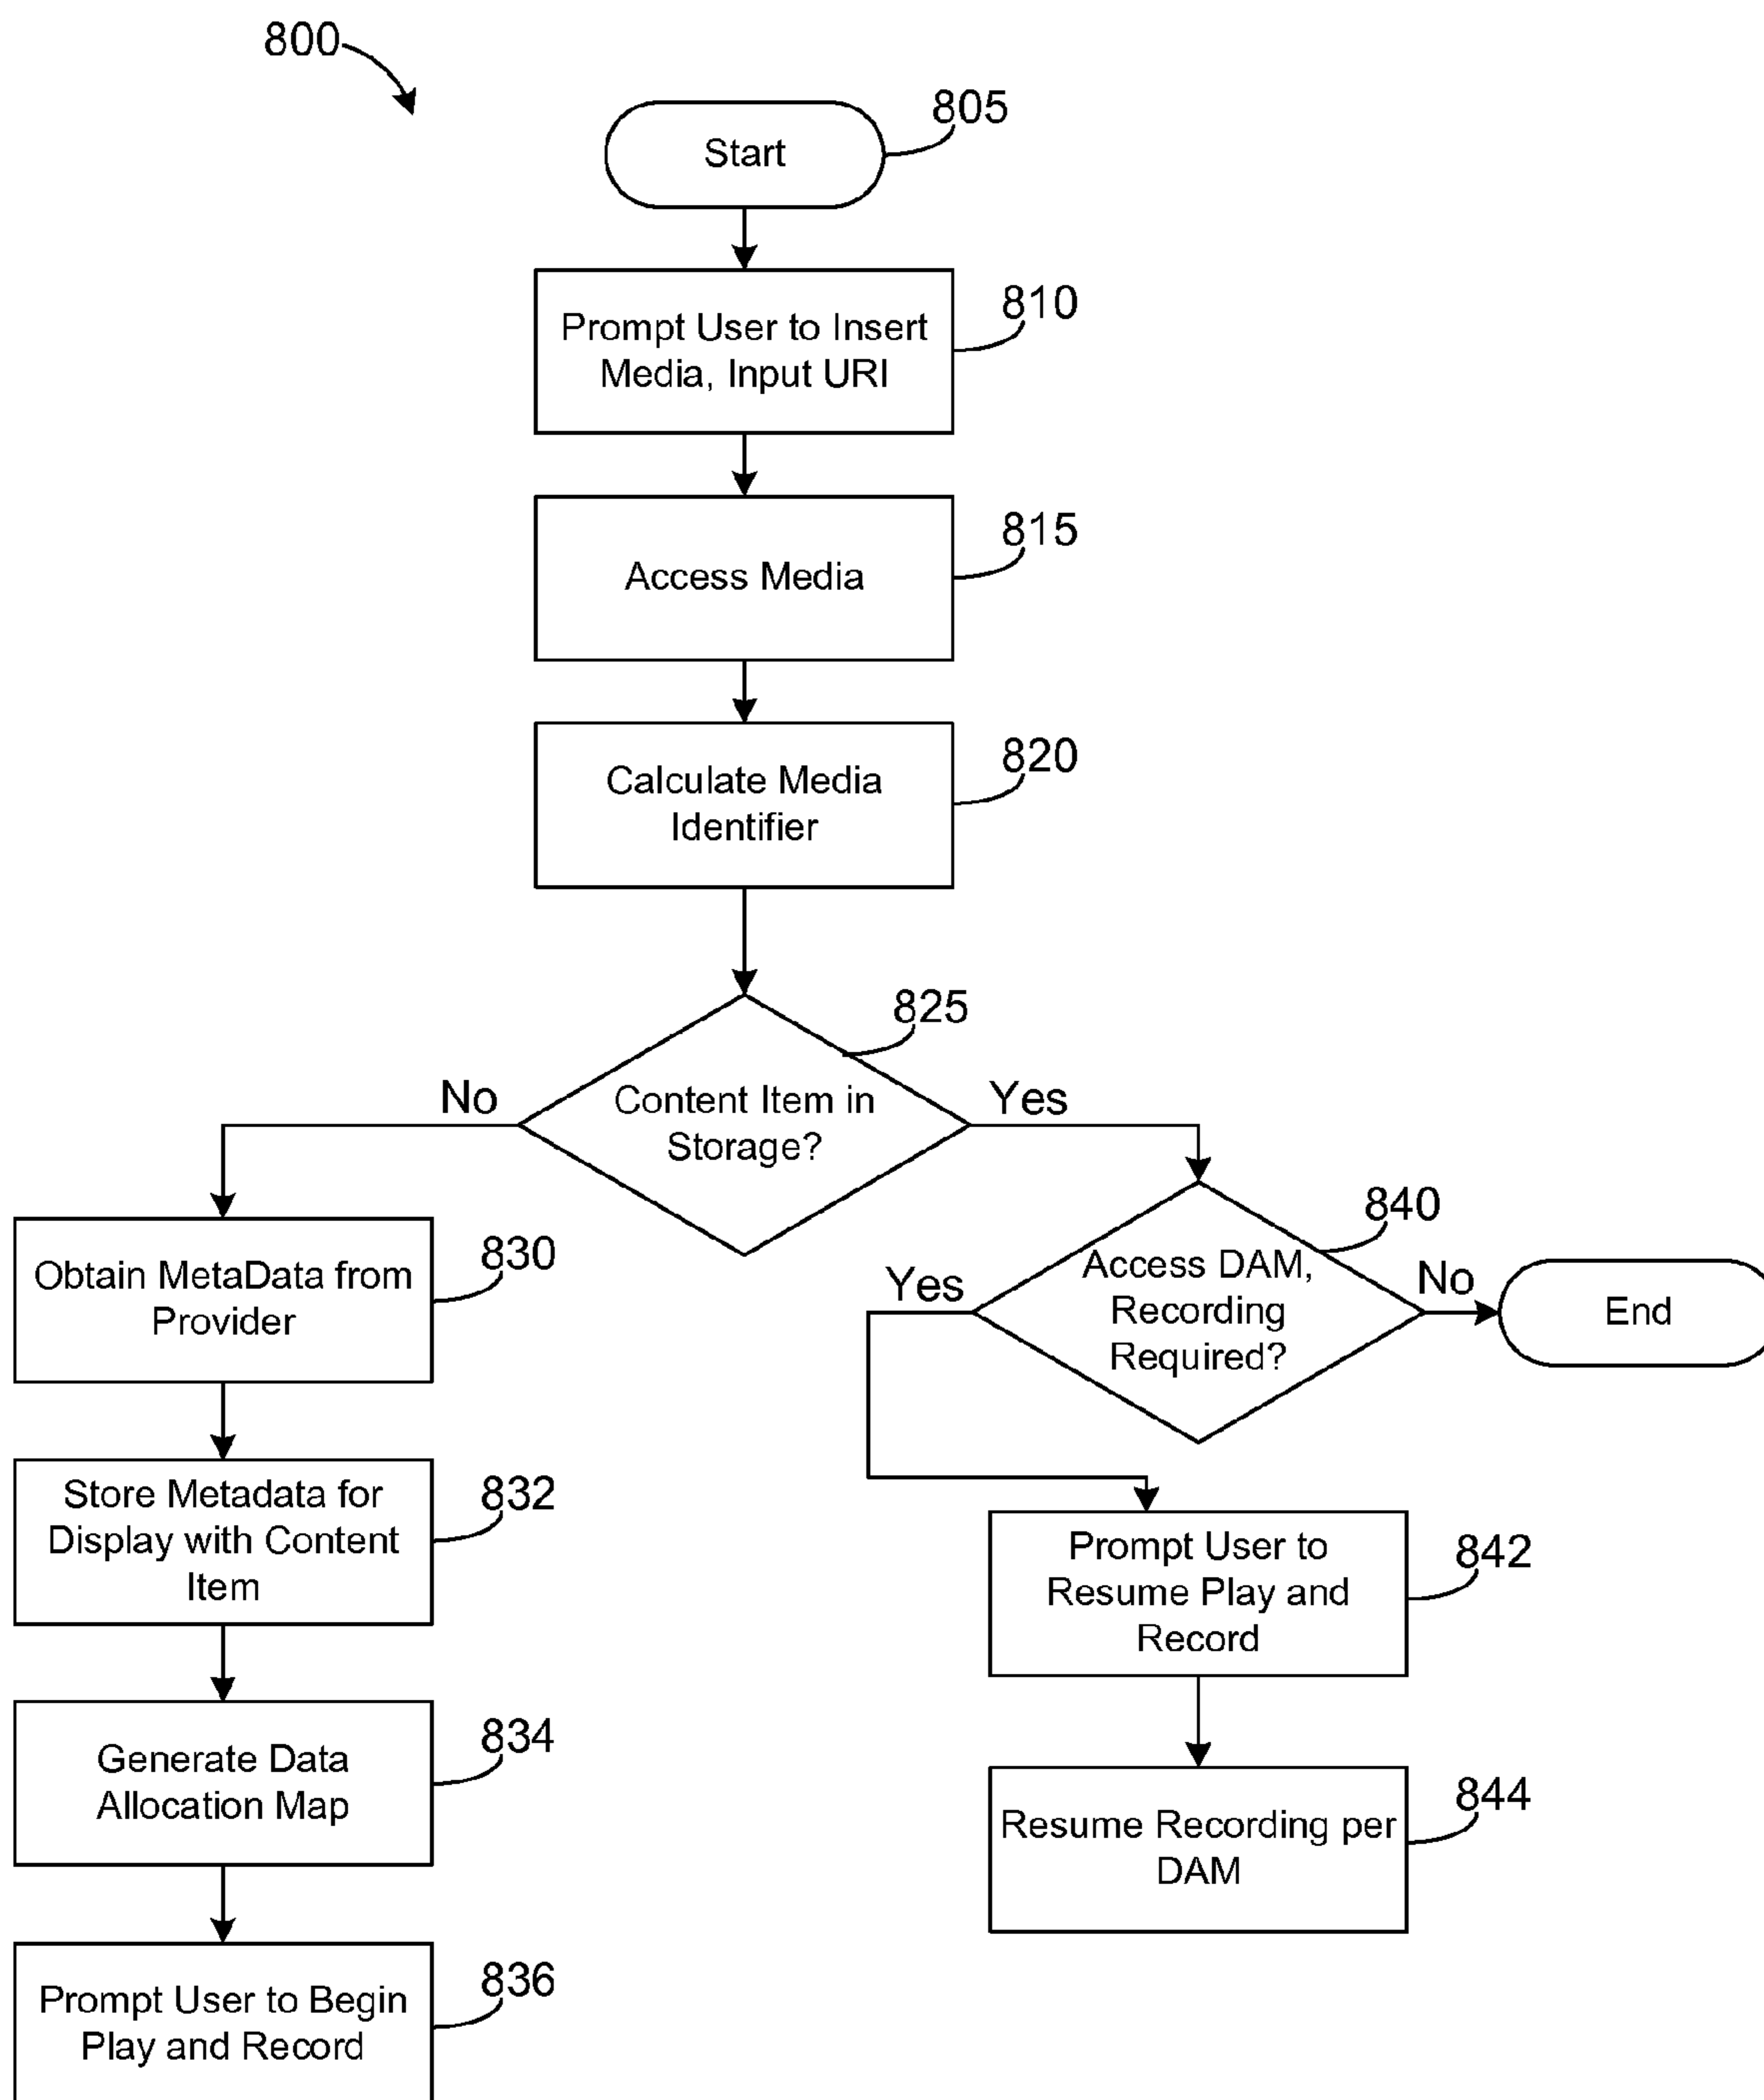 800
Start
805
Prompt User to Insert
Media, Input URI
810
Access Media
815
Calculate Media
Identifier
820
Content Item in
Storage?
825
No
Yes
Obtain MetaData from
Provider
830
Access DAM,
Recording
Required?
840
Yes
No
End
Store Metadata for
Display with Content
Item
832
Prompt User to
Resume Play and
Record
842
Generate Data
Allocation Map
834
Resume Recording per
DAM
844
Prompt User to Begin
Play and Record
836